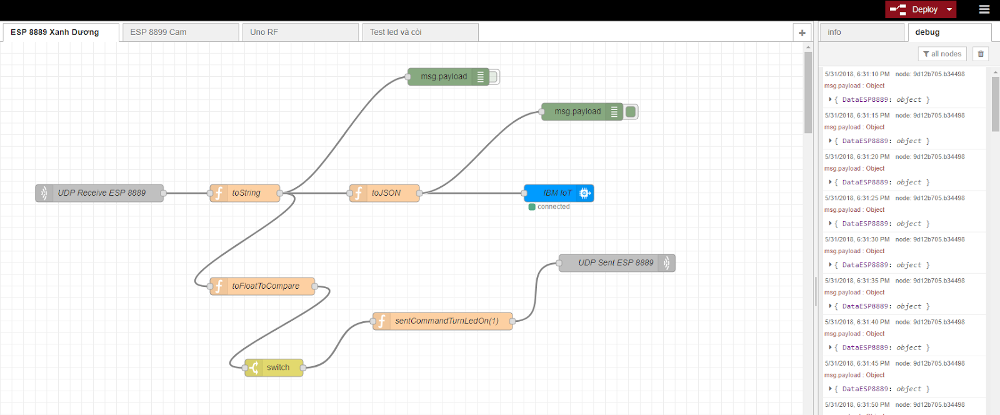 Deploy
ESP 8889 Xanh Dương
ESP 8899 Cam
Uno RF
Test led và còi
+
info
debug
all nodes
msg.payload
msg.payload
UDP Receive ESP 8889
toString
toJSON
IBM IoT
connected
UDP Sent ESP 8889
toFloatToCompare
sentCommandTurnLedOn(1)
switch
5/31/2018, 6:31:10 PM node: 9d12b705.b34498
msg.payload : Object
{ DataESP8889: object }
5/31/2018, 6:31:15 PM node: 9d12b705.b34498
msg.payload : Object
{ DataESP8889: object }
5/31/2018, 6:31:20 PM node: 9d12b705.b34498
msg.payload : Object
{ DataESP8889: object }
5/31/2018, 6:31:25 PM node: 9d12b705.b34498
msg.payload : Object
{ DataESP8889: object }
5/31/2018, 6:31:30 PM node: 9d12b705.b34498
msg.payload : Object
{ DataESP8889: object }
5/31/2018, 6:31:35 PM node: 9d12b705.b34498
msg.payload : Object
{ DataESP8889: object }
5/31/2018, 6:31:40 PM node: 9d12b705.b34498
msg.payload : Object
{ DataESP8889: object }
5/31/2018, 6:31:45 PM node: 9d12b705.b34498
msg.payload : Object
{ DataESP8889: object }
5/31/2018, 6:31:50 PM node: 9d12b705.b34498